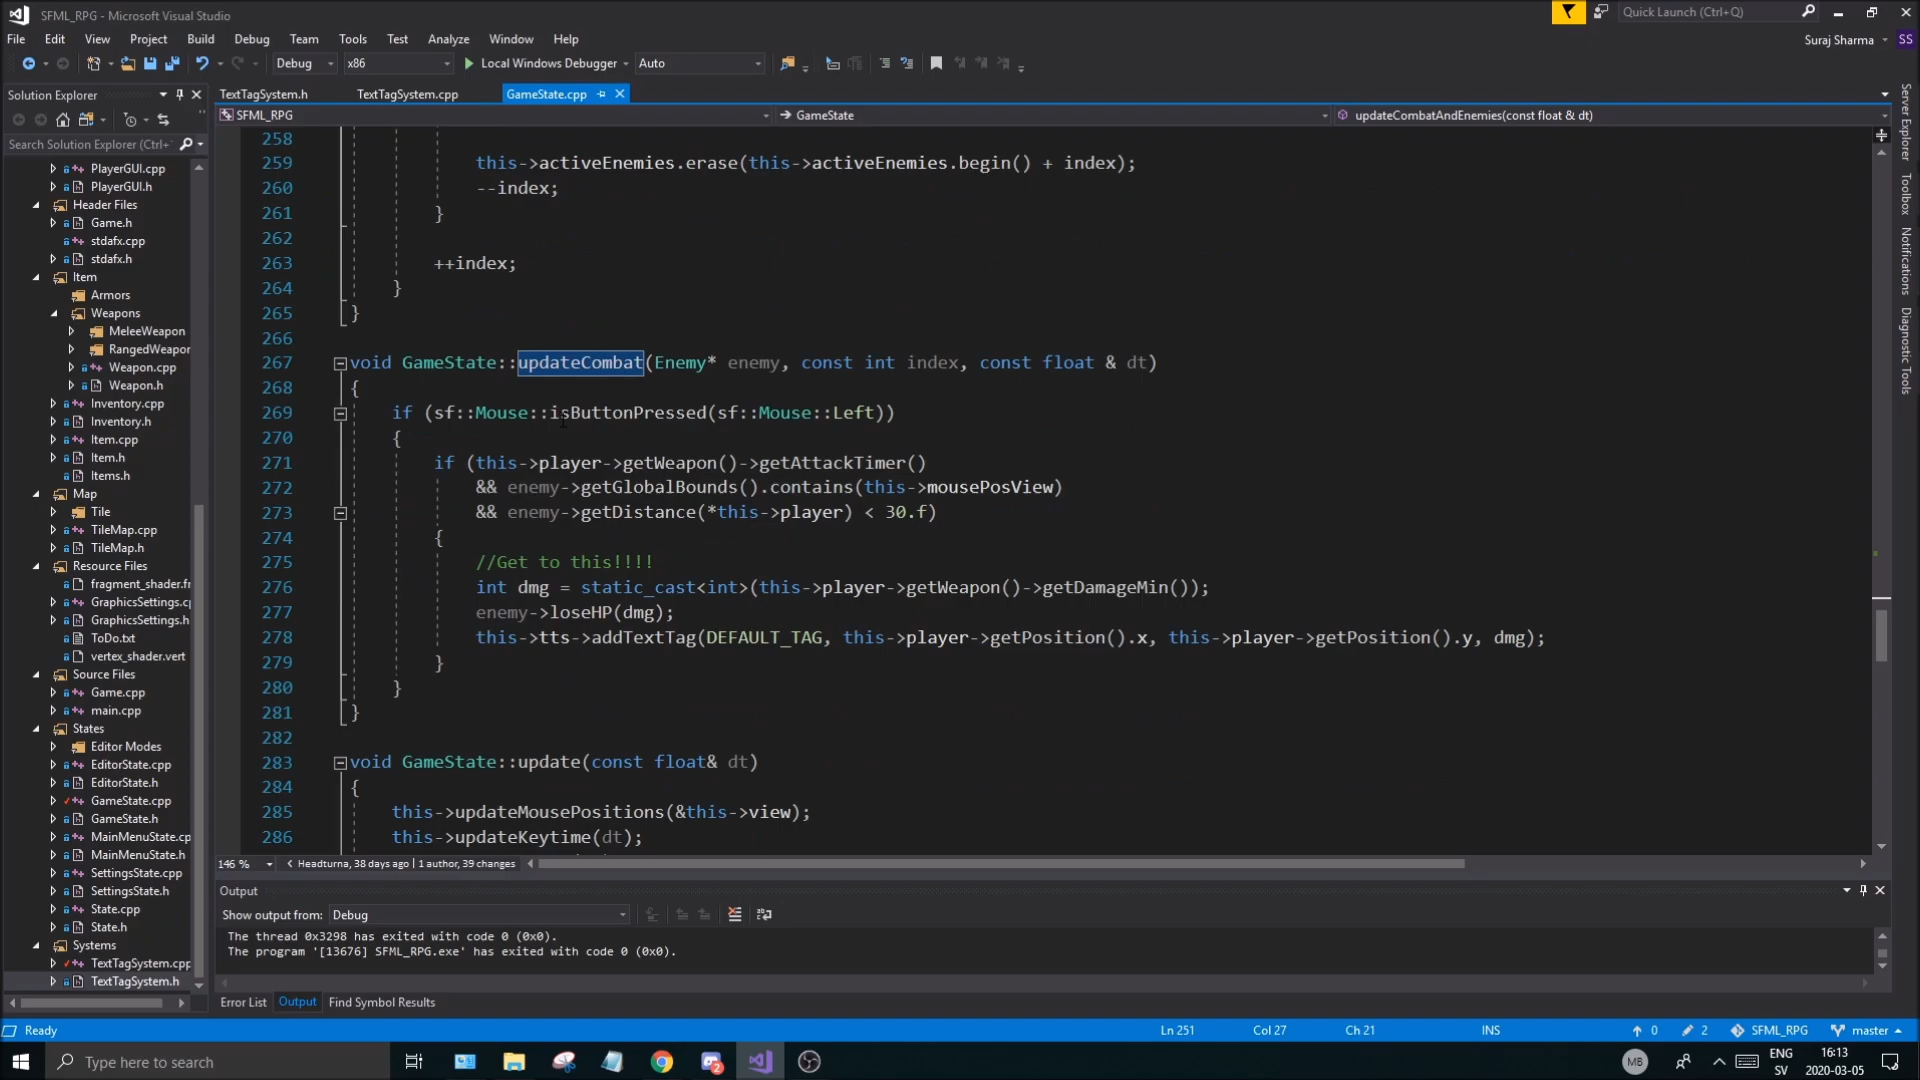 SFML_RPG - Microsoft Visual Studio
Quick Launch (Ctrl+Q)
File Edit View Project Build Debug Team Tools Test Analyze Window Help
Suraj Sharma SS
Debug x86 Local Windows Debugger Auto
Solution Explorer
TextTagSystem.h TextTagSystem.cpp GameState.cpp
SFML_RPG GameState updateCombatAndEnemies(const float & dt)
Search Solution Explorer (Ctrl+
PlayerGUI.cpp
PlayerGUI.h
Header Files
Game.h
stdafx.cpp
stdafx.h
Item
Armors
Weapons
MeleeWeapon
RangedWeapon
Weapon.cpp
Weapon.h
Inventory.cpp
Inventory.h
Item.cpp
Item.h
Items.h
Map
Tile
TileMap.cpp
TileMap.h
Resource Files
fragment_shader.fr
GraphicsSettings.c
GraphicsSettings.h
ToDo.txt
vertex_shader.vert
Source Files
Game.cpp
main.cpp
States
Editor Modes
EditorState.cpp
EditorState.h
GameState.cpp
GameState.h
MainMenuState.cp
MainMenuState.h
SettingsState.cpp
SettingsState.h
State.cpp
State.h
Systems
TextTagSystem.cpp
TextTagSystem.h
258
259 this->activeEnemies.erase(this->activeEnemies.begin() + index);
260 --index;
261 }
262
263 ++index;
264 }
265 }
266
267 void GameState::updateCombat(Enemy* enemy, const int index, const float & dt)
268 {
269 if (sf::Mouse::isButtonPressed(sf::Mouse::Left))
270 {
271 if (this->player->getWeapon()->getAttackTimer()
272 && enemy->getGlobalBounds().contains(this->mousePosView)
273 && enemy->getDistance(*this->player) < 30.f)
274 {
275 //Get to this!!!!
276 int dmg = static_cast<int>(this->player->getWeapon()->getDamageMin());
277 enemy->loseHP(dmg);
278 this->tts->addTextTag(DEFAULT_TAG, this->player->getPosition().x, this->player->getPosition().y, dmg);
279 }
280 }
281 }
282
283 void GameState::update(const float& dt)
284 {
285 this->updateMousePositions(&this->view);
286 this->updateKeytime(dt);
146 % Headturna, 38 days ago | 1 author, 39 changes
Output
Show output from: Debug
The thread 0x3298 has exited with code 0 (0x0).
The program '[13676] SFML_RPG.exe' has exited with code 0 (0x0).
Error List Output Find Symbol Results
Server Explorer
Toolbox
Notifications
Diagnostic Tools
Ready Ln 251 Col 27 Ch 21 INS 0 2 SFML_RPG master
Type here to search
2
MB
ENG
SV
16:13
2020-03-05